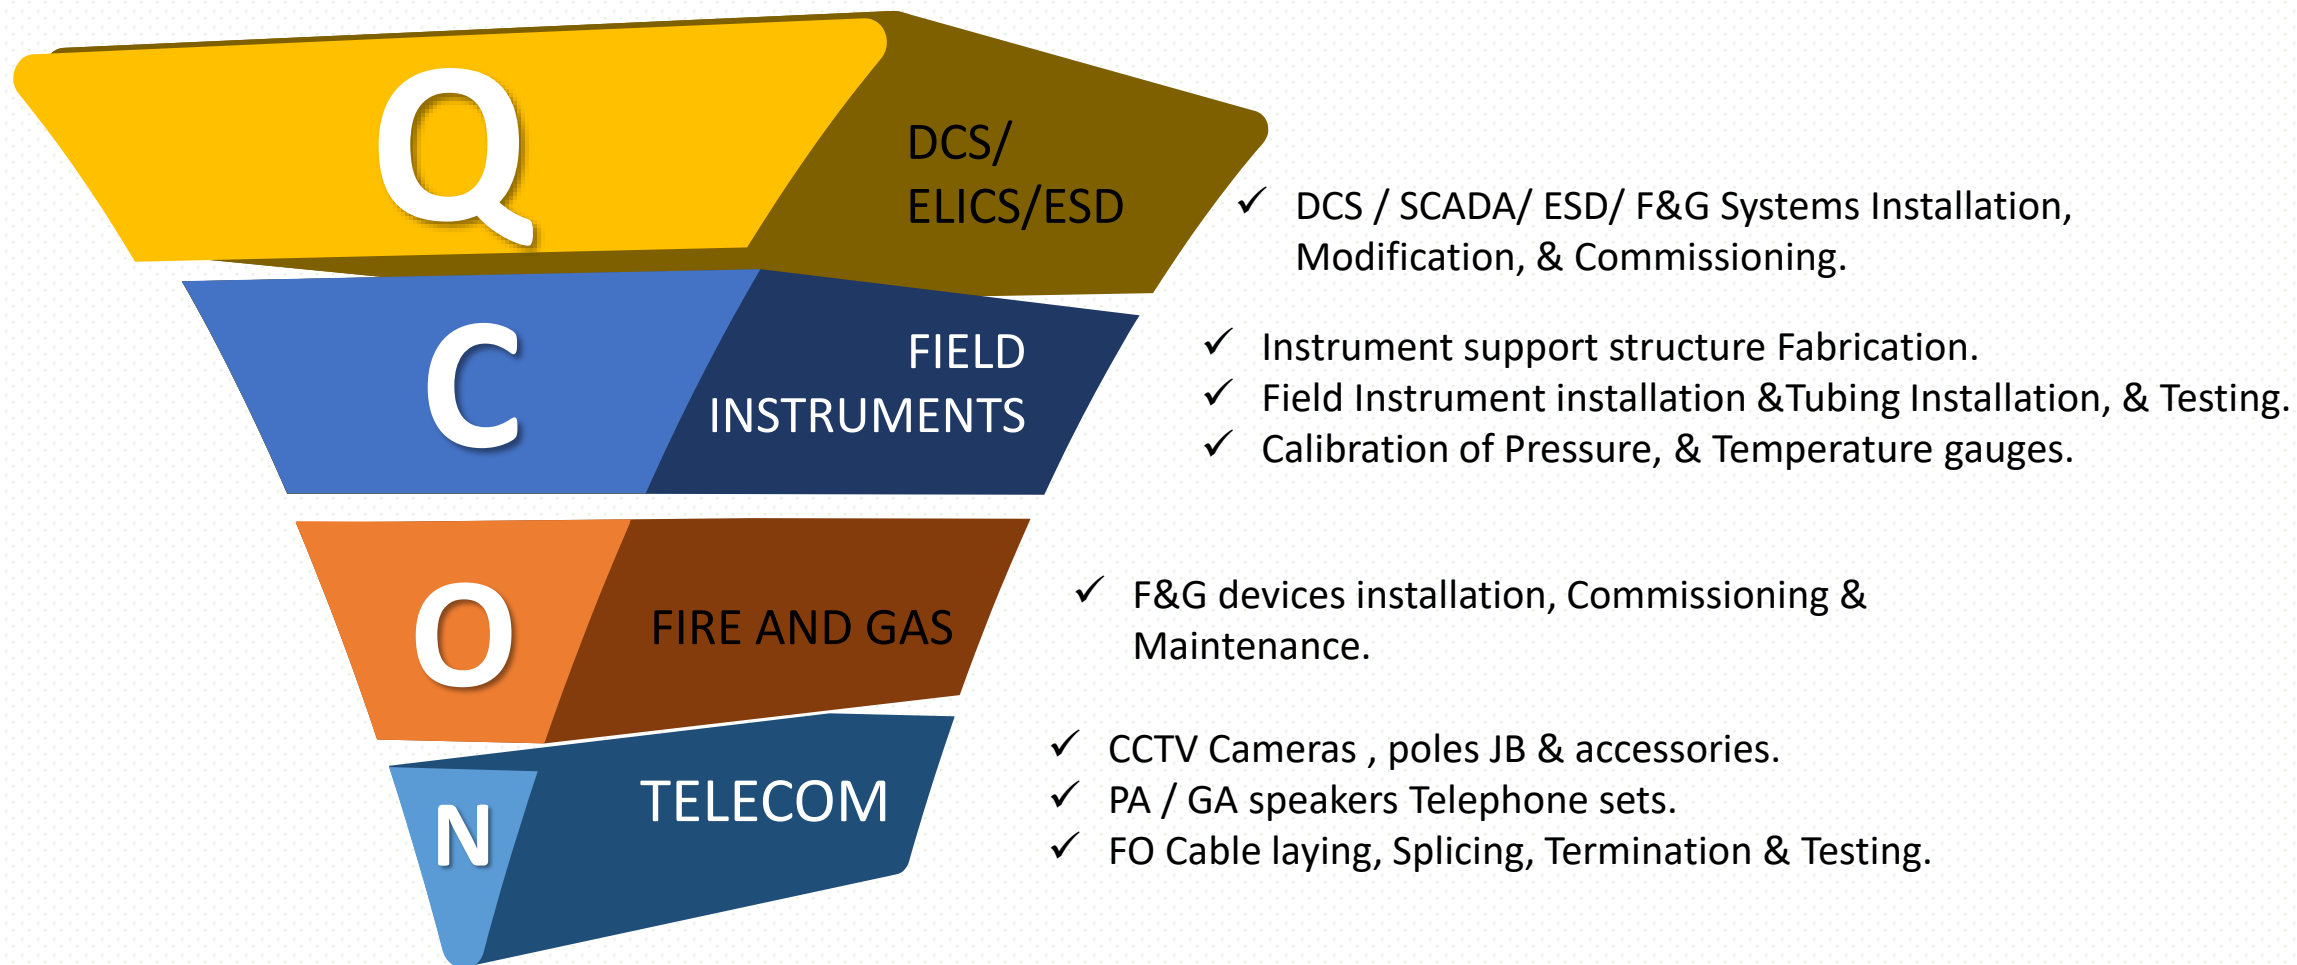 Q
DCS/
ELICS/ESD
✓ DCS / SCADA/ ESD/ F&G Systems Installation,
Modification, & Commissioning.
C
FIELD
INSTRUMENTS
✓ Instrument support structure Fabrication.
✓ Field Instrument installation &Tubing Installation, & Testing.
✓ Calibration of Pressure, & Temperature gauges.
O
FIRE AND GAS
✓ F&G devices installation, Commissioning &
Maintenance.
N
TELECOM
✓ CCTV Cameras , poles JB & accessories.
✓ PA / GA speakers Telephone sets.
✓ FO Cable laying, Splicing, Termination & Testing.